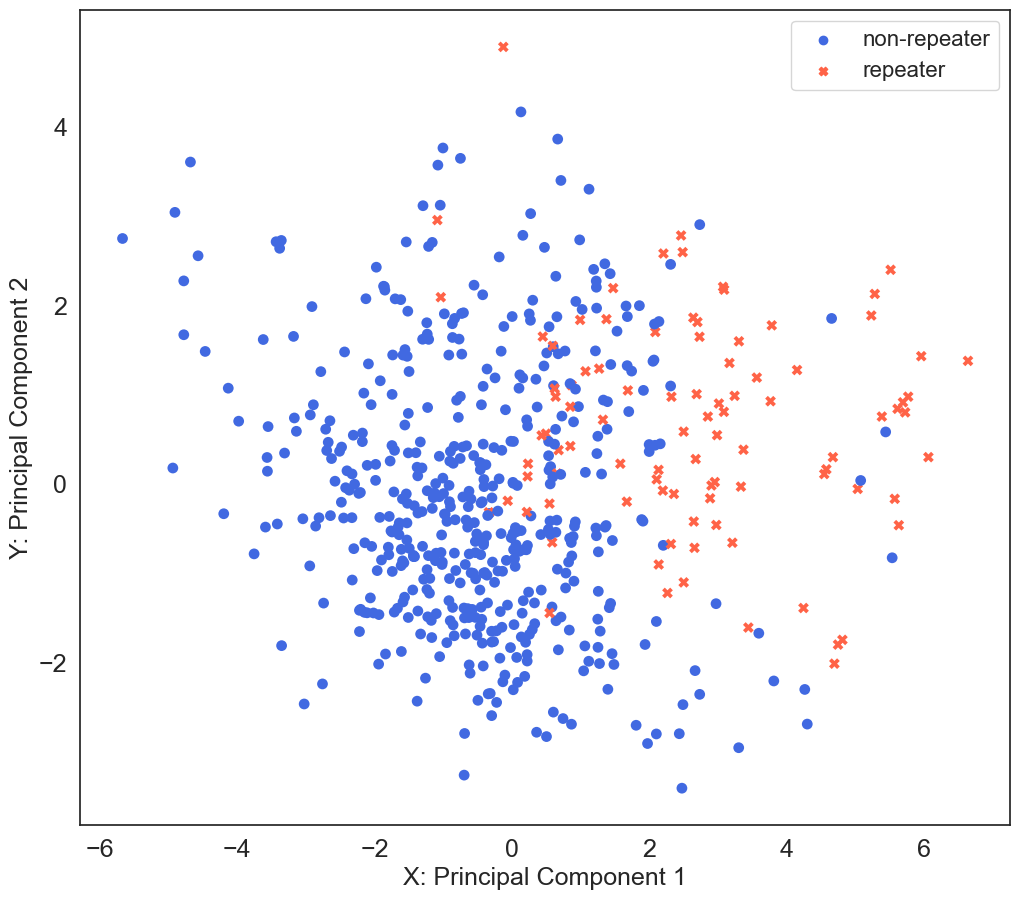 non-repeater
repeater
Y: Principal Component 2
4
2
0
−2
−6
−4
−2
0
2
4
6
X: Principal Component 1